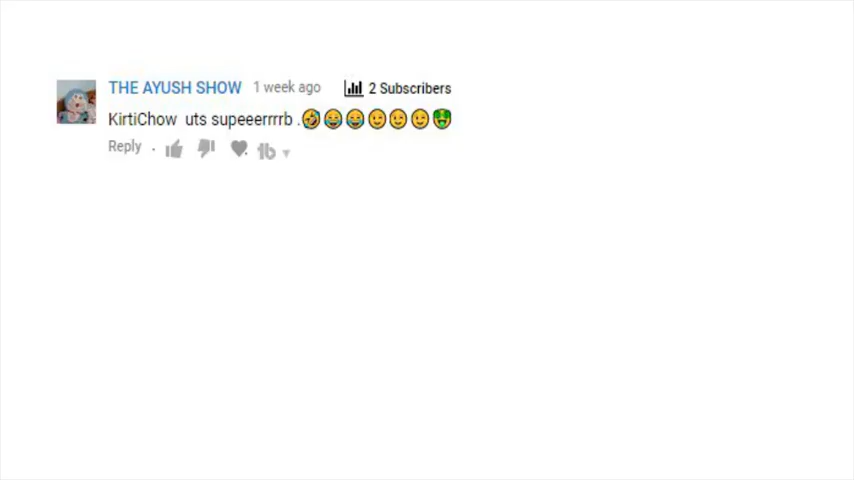 THE AYUSH SHOW 1 week ago 2 Subscribers
KirtiChow uts supeeerrrrb .🤣😂😂😉😉😉🤑
Reply